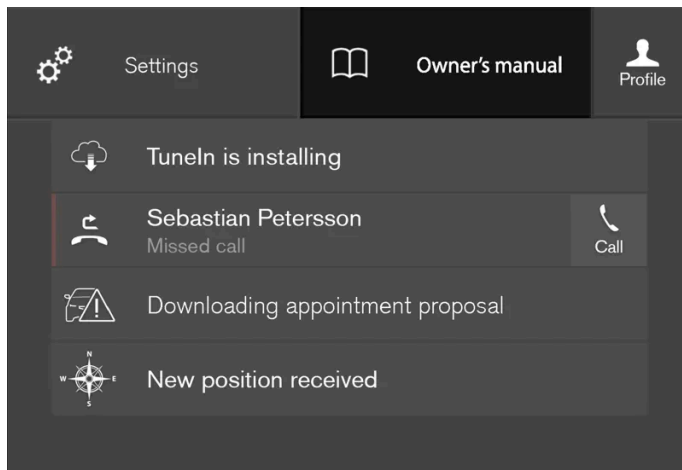 Settings
Owner's manual
Profile
TuneIn is installing
Sebastian Petersson
Missed call
Call
Downloading appointment proposal
N
W E
S
New position received